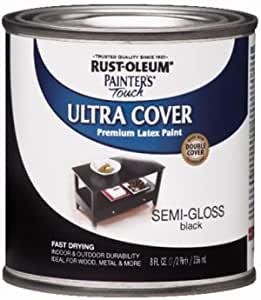 TRUSTED QUALITY SINCE 1921
RUST-OLEUM
PAINTER'S
Touch
ULTRA COVER
Premium Latex Paint
DOUBLE
COVER
SEMI-GLOSS
black
FAST DRYING
INDOOR & OUTDOOR DURABILITY
IDEAL FOR WOOD, METAL & MORE
8 FL. OZ. (1/2 Pint) / 236 mL